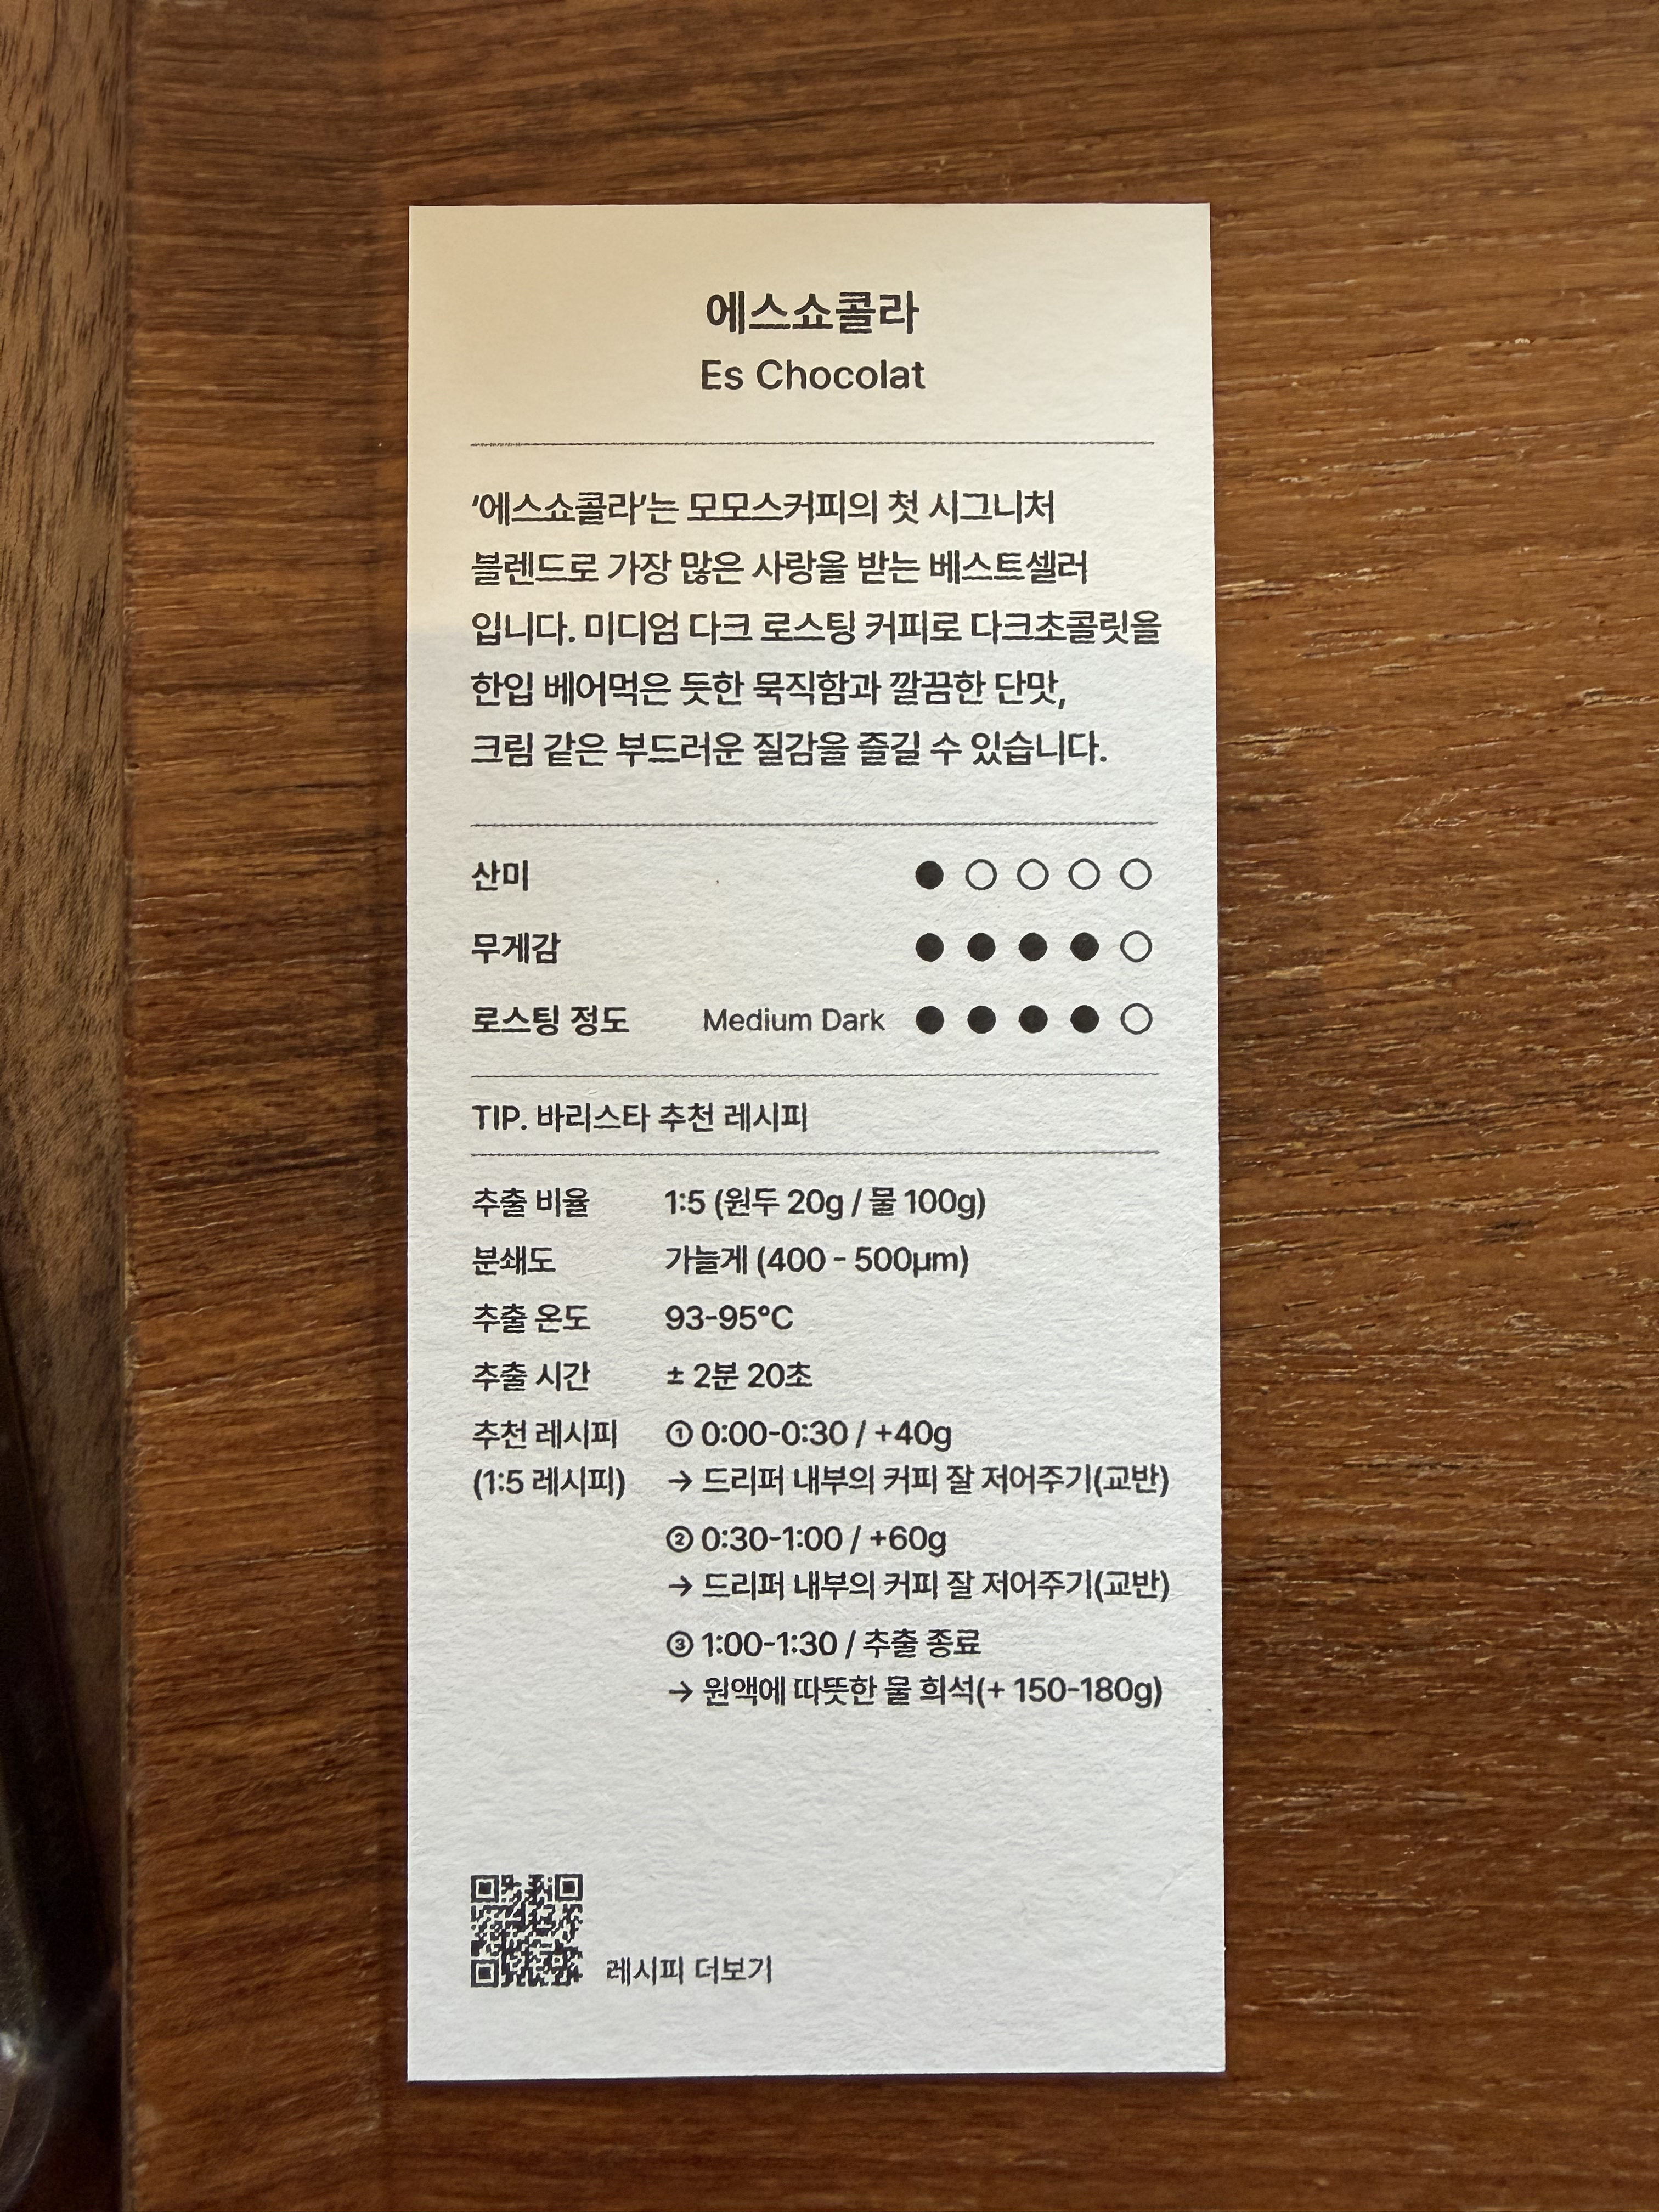 에스쇼콜라
Es Chocolat
'에스쇼콜라'는 모모스커피의 첫 시그니처
블렌드로 가장 많은 사랑을 받는 베스트셀러
입니다. 미디엄 다크 로스팅 커피로 다크초콜릿을
한입 베어먹은 듯한 묵직함과 깔끔한 단맛,
크림 같은 부드러운 질감을 즐길 수 있습니다.
산미 ● ○ ○ ○ ○
무게감 ● ● ● ● ○
로스팅 정도 Medium Dark ● ● ● ● ○
TIP. 바리스타 추천 레시피
추출 비율 1:5 (원두 20g / 물 100g)
분쇄도 가늘게 (400 - 500μm)
추출 온도 93-95°C
추출 시간 ± 2분 20초
추천 레시피 ① 0:00-0:30 / +40g
(1:5 레시피) → 드리퍼 내부의 커피 잘 저어주기(교반)
② 0:30-1:00 / +60g
→ 드리퍼 내부의 커피 잘 저어주기(교반)
③ 1:00-1:30 / 추출 종료
→ 원액에 따뜻한 물 희석(+ 150-180g)
레시피 더보기